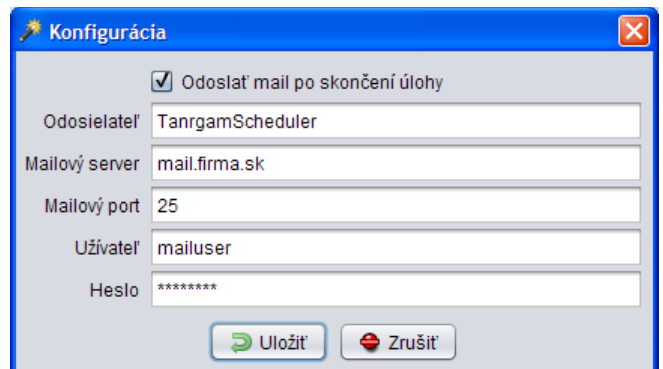 Konfigurácia
Odoslať mail po skončení úlohy
Odosielateľ TanrgamScheduler
Mailový server mail.firma.sk
Mailový port 25
Užívateľ mailuser
Heslo ********
Uložiť Zrušiť